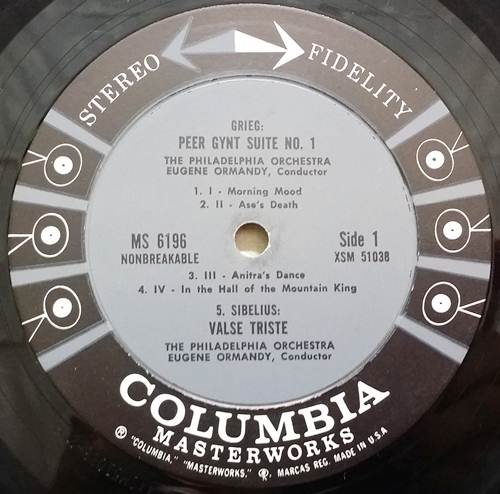 STEREO FIDELITY
GRIEG:
PEER GYNT SUITE NO. 1
THE PHILADELPHIA ORCHESTRA
EUGENE ORMANDY, Conductor
1. I - Morning Mood
2. II - Ase's Death
MS 6196
NONBREAKABLE
Side 1
XSM 51038
3. III - Anitra's Dance
4. IV - In the Hall of the Mountain King
5. SIBELIUS:
VALSE TRISTE
THE PHILADELPHIA ORCHESTRA
EUGENE ORMANDY, Conductor
COLUMBIA
MASTERWORKS
® "COLUMBIA," "MASTERWORKS," MARCAS REG. MADE IN U.S.A